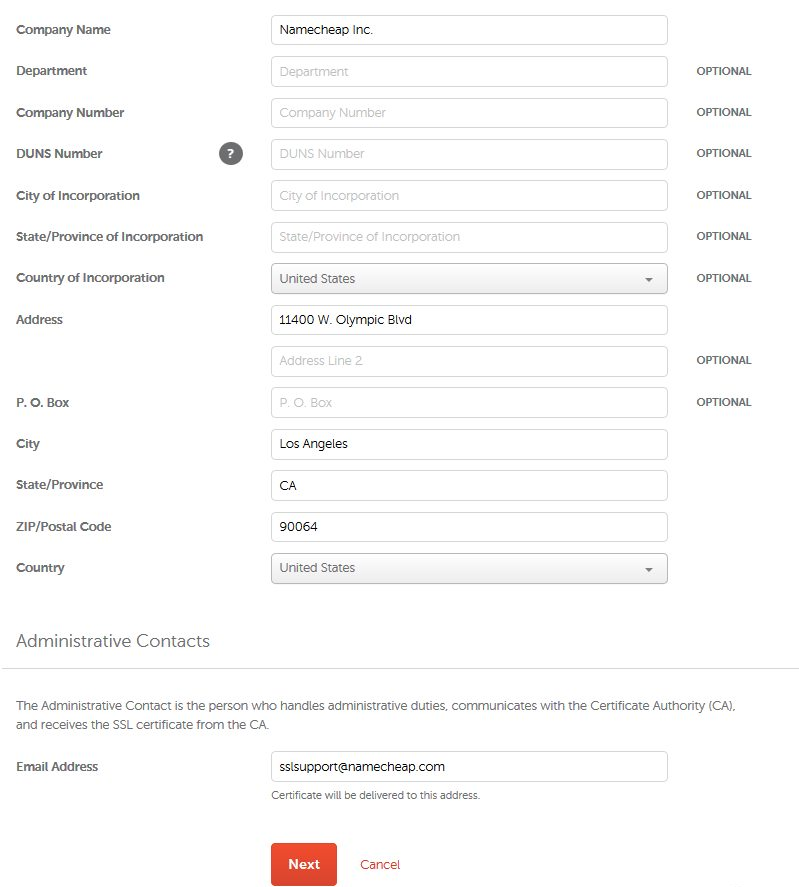 Company Name Namecheap Inc.
Department Department OPTIONAL
Company Number Company Number OPTIONAL
DUNS Number ? DUNS Number OPTIONAL
City of Incorporation City of Incorporation OPTIONAL
State/Province of Incorporation State/Province of Incorporation OPTIONAL
Country of Incorporation United States OPTIONAL
Address 11400 W. Olympic Blvd
Address Line 2 OPTIONAL
P. O. Box P. O. Box OPTIONAL
City Los Angeles
State/Province CA
ZIP/Postal Code 90064
Country United States
Administrative Contacts
The Administrative Contact is the person who handles administrative duties, communicates with the Certificate Authority (CA),
and receives the SSL certificate from the CA.
Email Address sslsupport@namecheap.com
Certificate will be delivered to this address.
Next Cancel